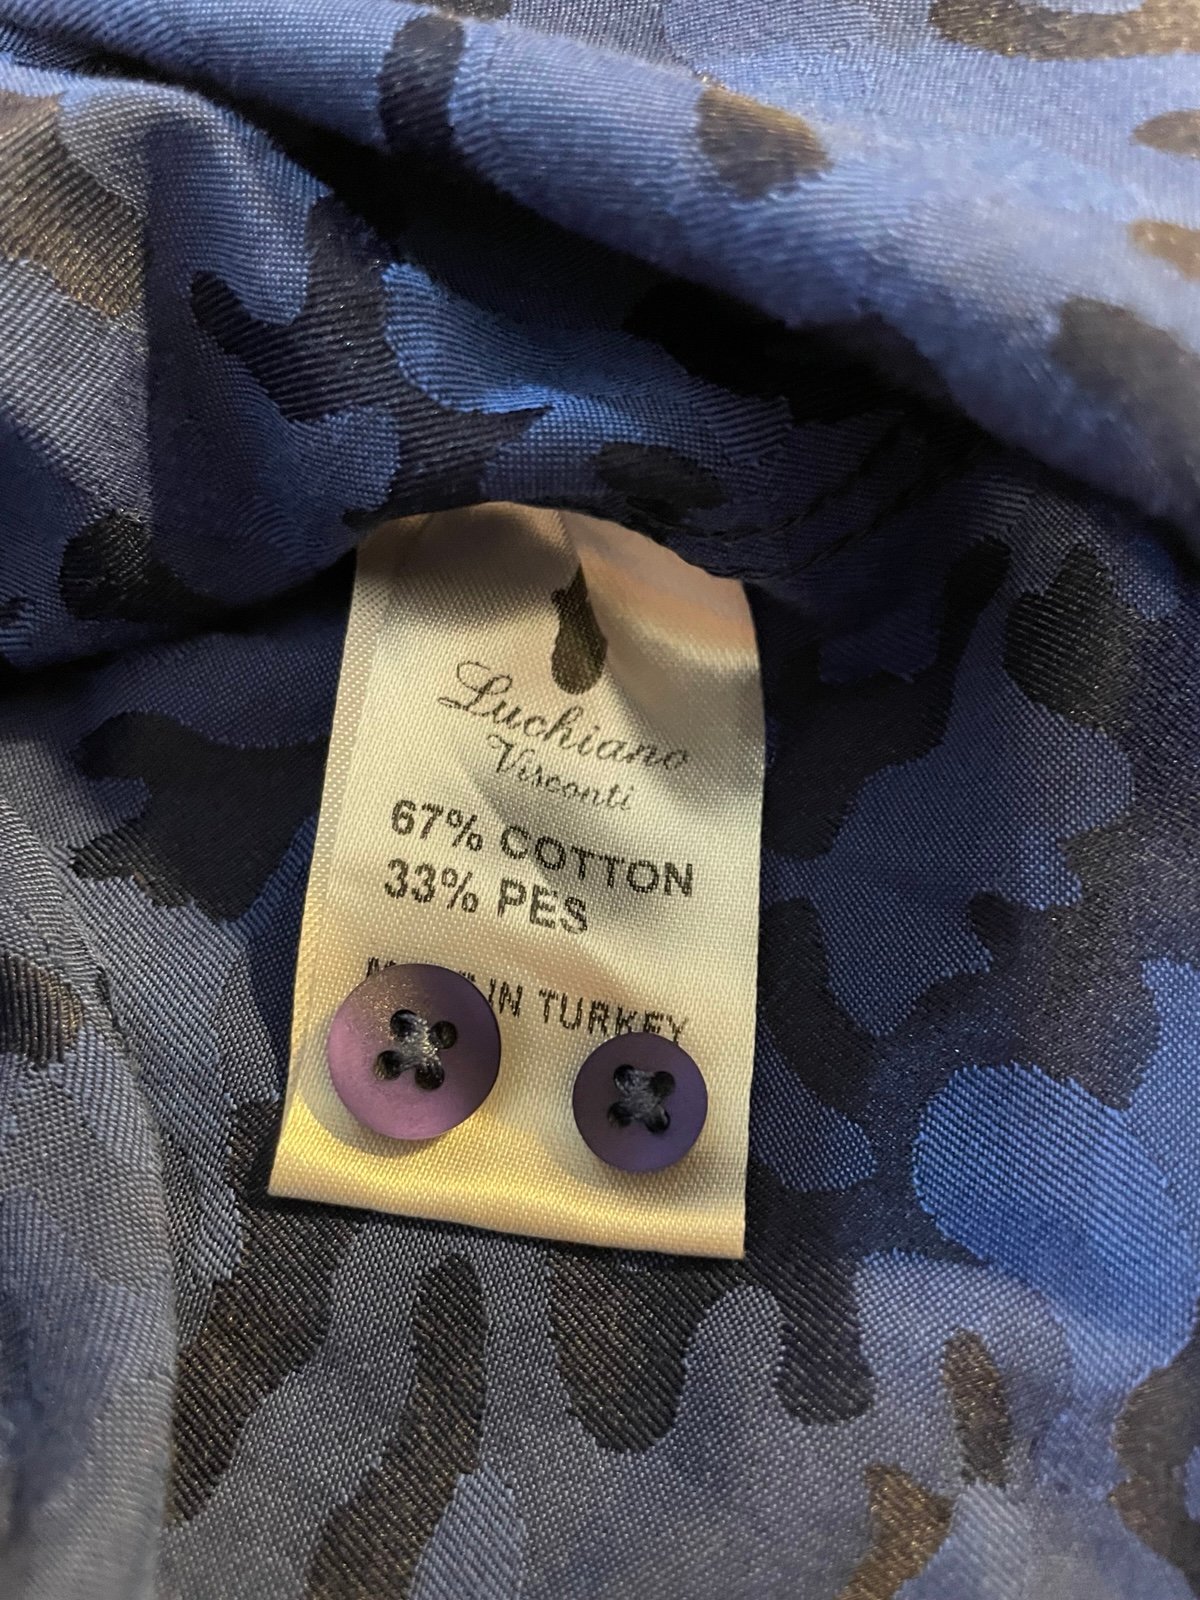 Luchiano
Visconti
67% COTTON
33% PES
IN TURKEY